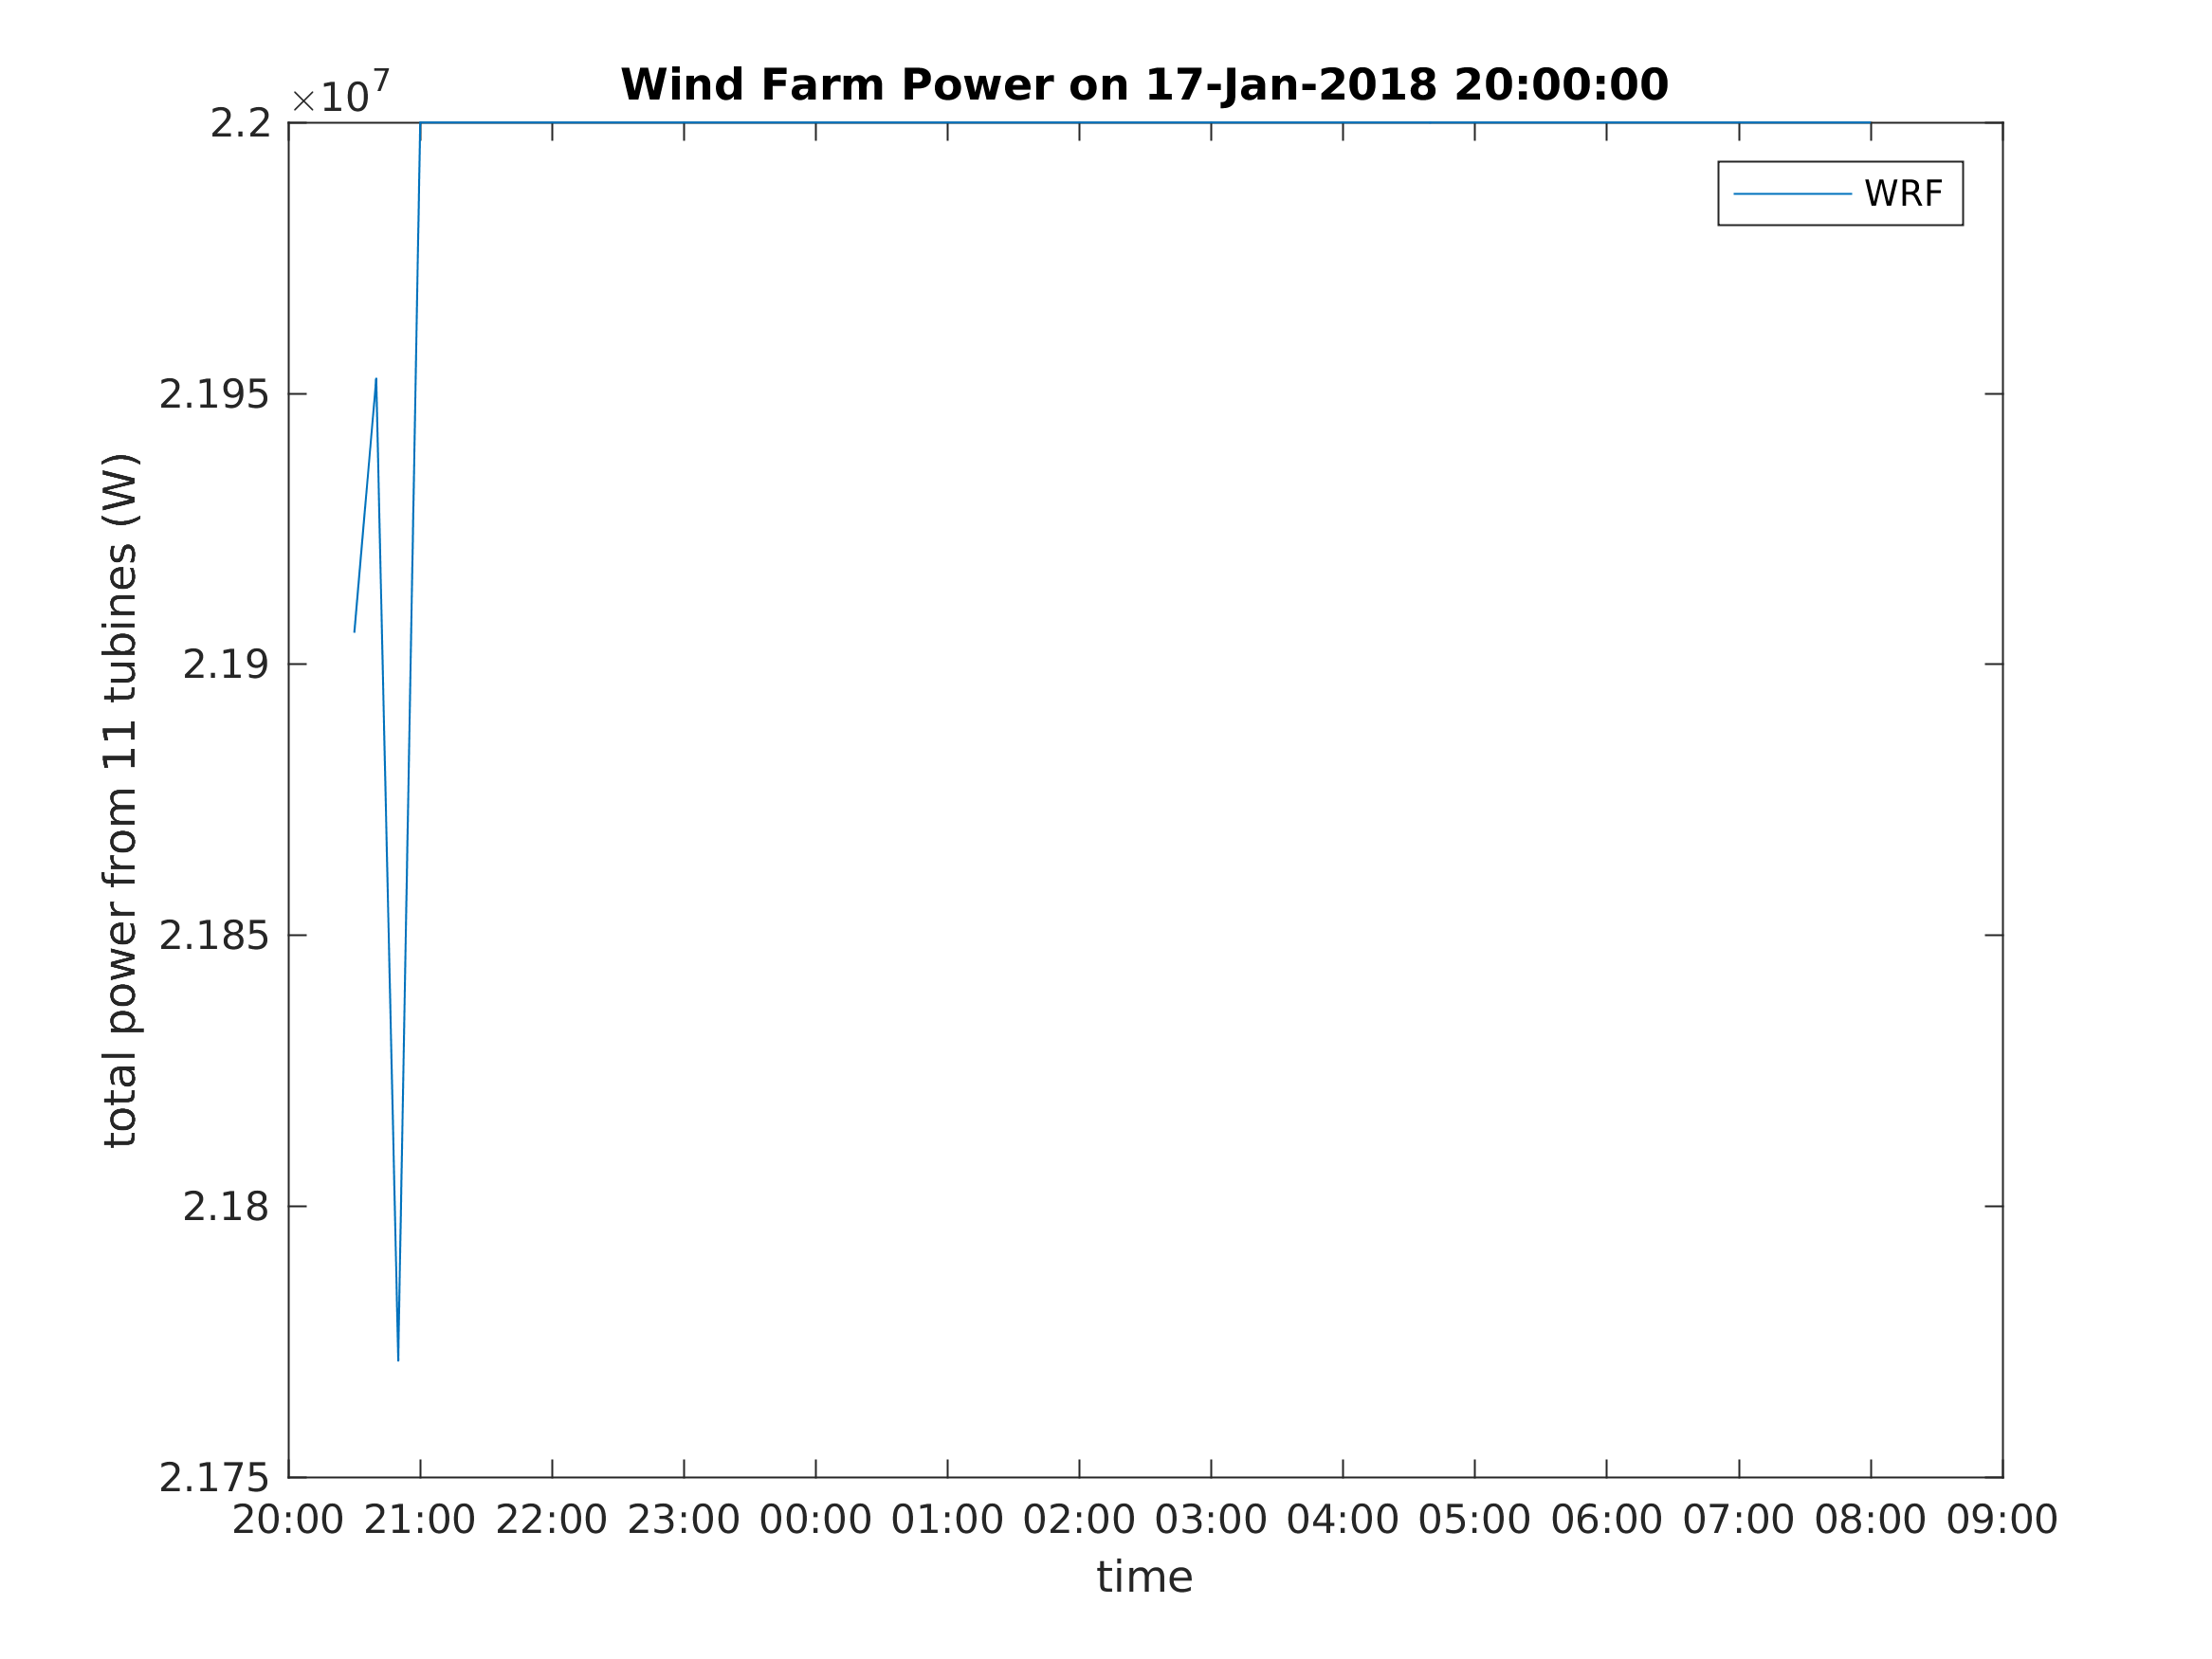 Wind Farm Power on 17-Jan-2018 20:00:00
×10^7
2.2
2.195
2.19
2.185
2.18
2.175
total power from 11 tubines (W)
WRF
20:00 21:00 22:00 23:00 00:00 01:00 02:00 03:00 04:00 05:00 06:00 07:00 08:00 09:00
time